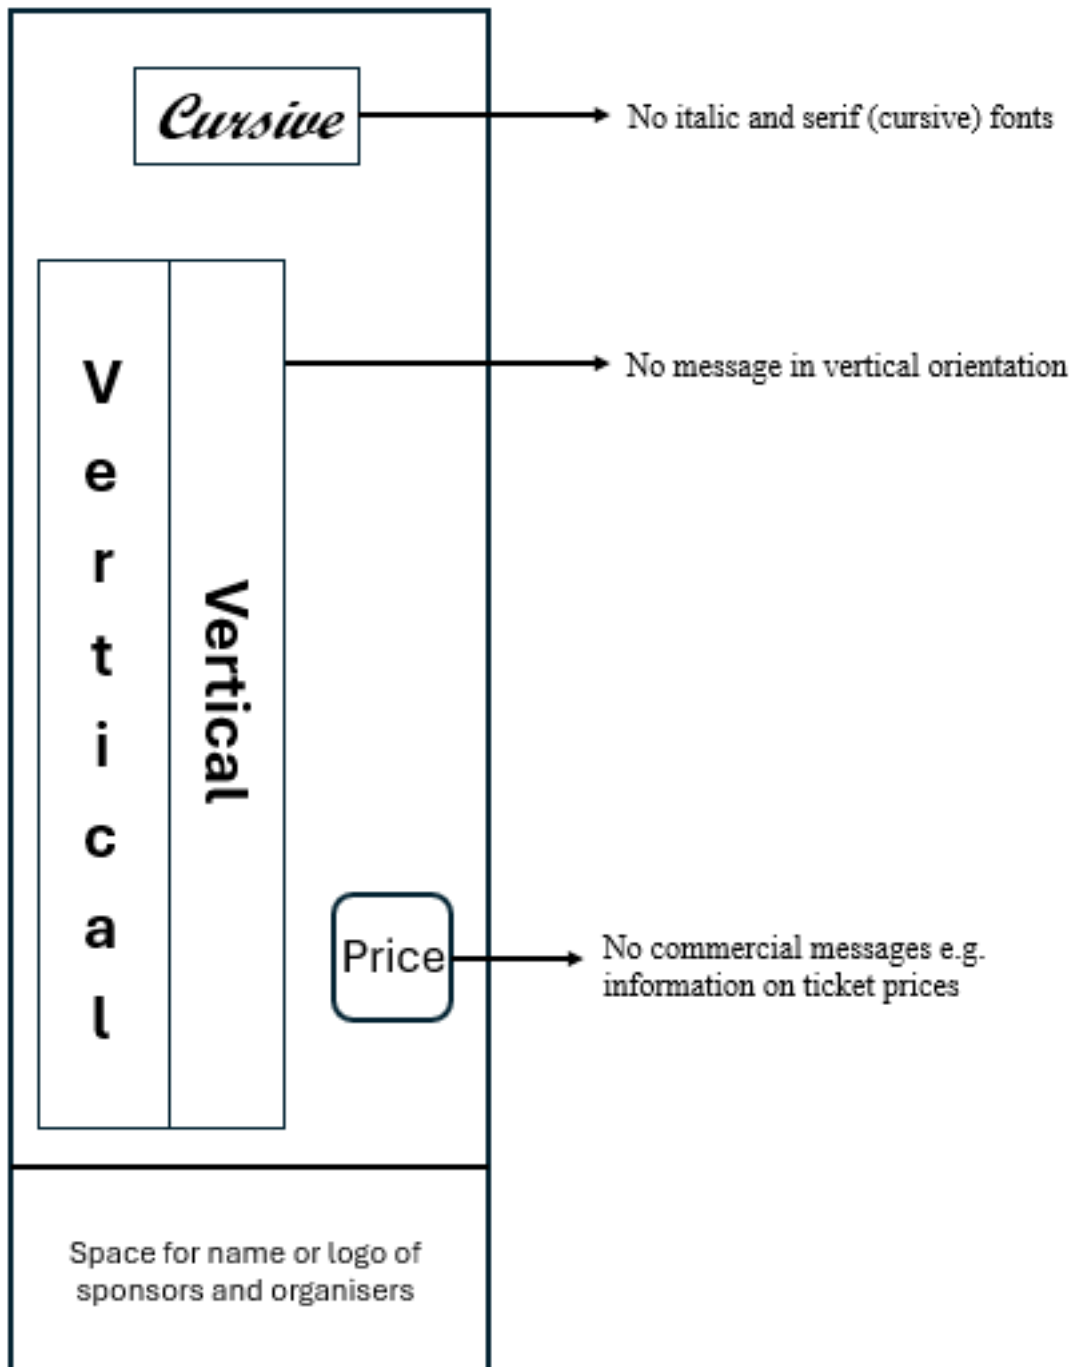 Cursive
No italic and serif (cursive) fonts
No message in vertical orientation
Vertical
Vertical
Price
No commercial messages e.g.
information on ticket prices
Space for name or logo of
sponsors and organisers